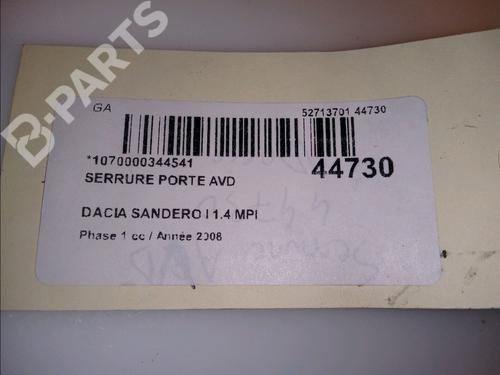 B-PARTS
GA
52713701 44730
*1070000344541
44730
SERRURE PORTE AVD
DACIA SANDERO I 1.4 MPI
Phase 1 cc / Année 2008